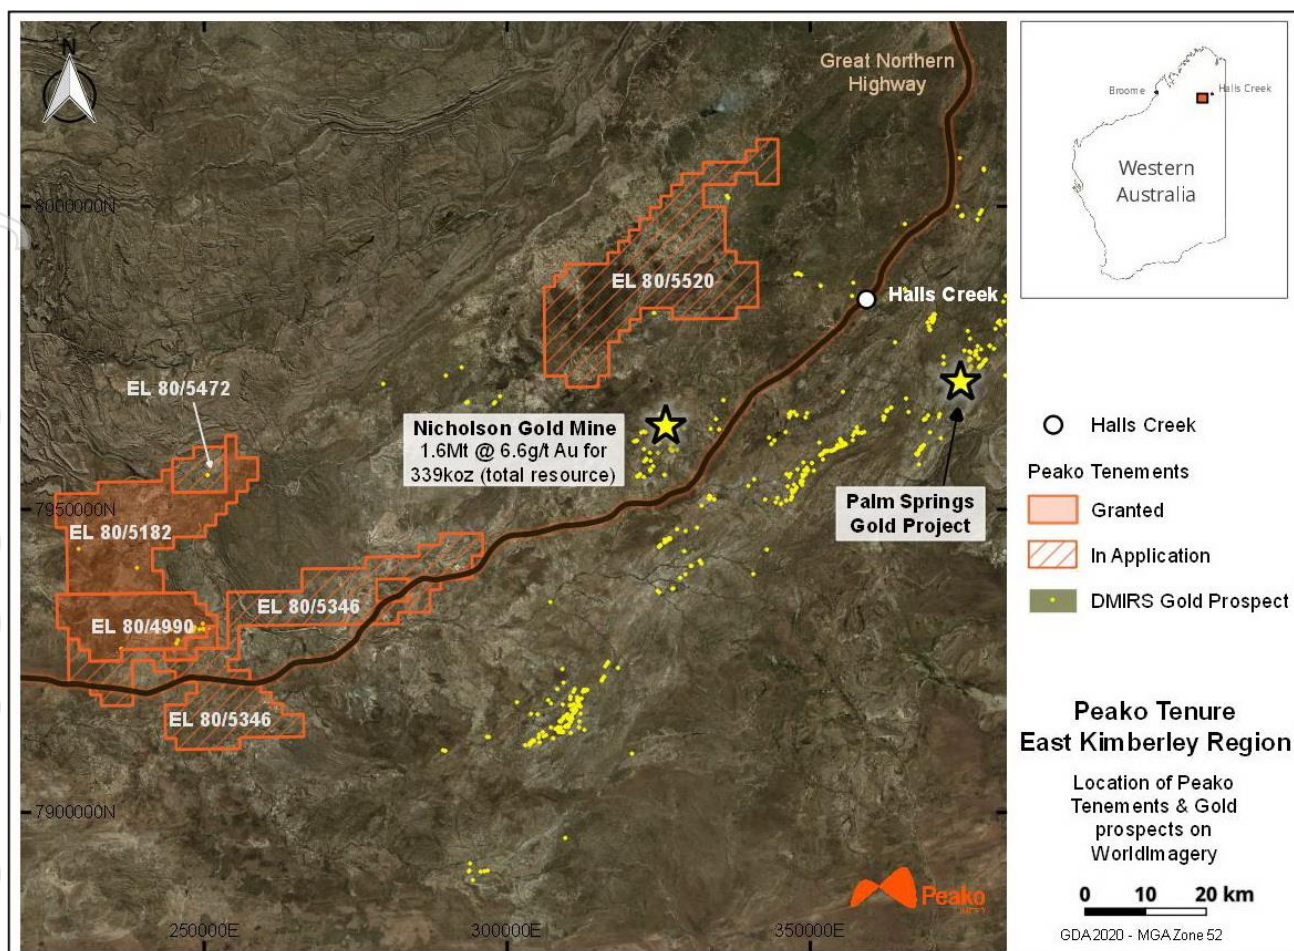 N
Great Northern
Highway
Broome
Halls Creek
Western
Australia
8000000N
EL 80/5520
Halls Creek
EL 80/5472
Nicholson Gold Mine
1.6Mt @ 6.6g/t Au for
339koz (total resource)
Palm Springs
Gold Project
7950000N
EL 80/5182
EL 80/5346
EL 80/4990
EL 80/5346
7900000N
250000E
300000E
350000E
Peako
Halls Creek
Peako Tenements
Granted
In Application
DMIRS Gold Prospect
Peako Tenure
East Kimberley Region
Location of Peako
Tenements & Gold
prospects on
WorldImagery
0 10 20 km
GDA2020 - MGA Zone 52